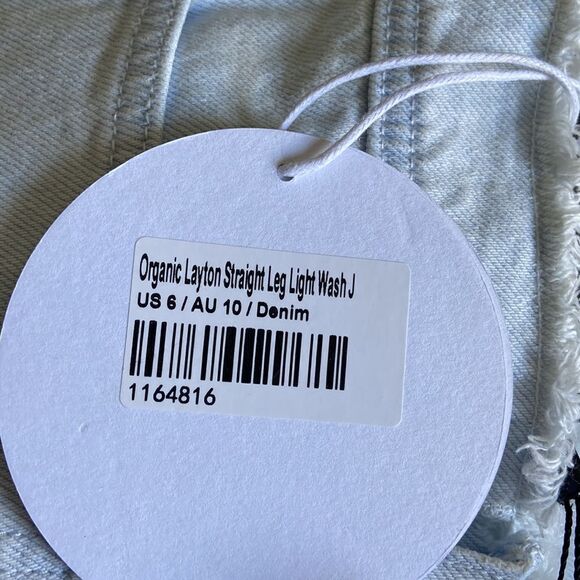 Organic Layton Straight Leg Light Wash J
US 6 / AU 10 / Denim
1164816